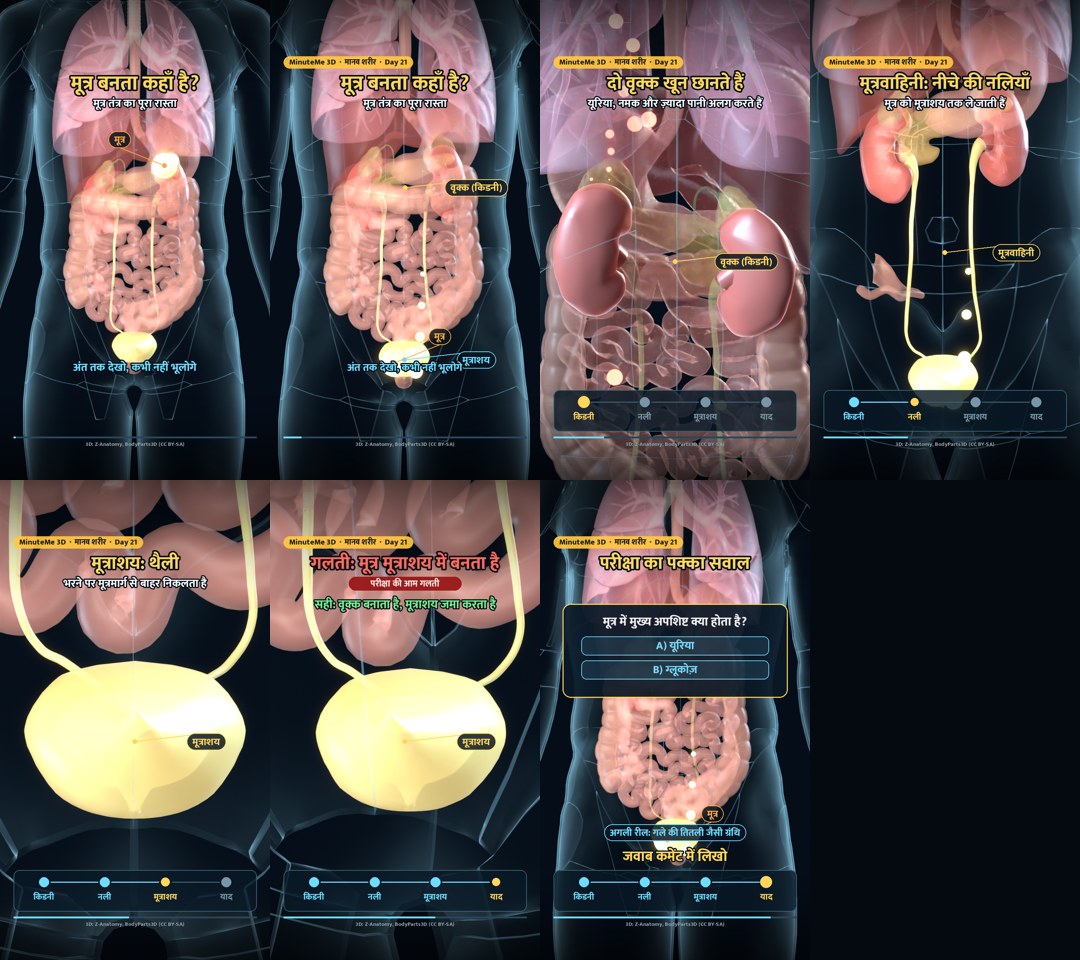 मूत्र बनता कहाँ है?
मूत्र तंत्र का पूरा रास्ता
मूत्र
अंत तक देखो, कभी नहीं भूलोगे
3D: Z-Anatomy, BodyParts3D (CC BY-SA)
MinuteMe 3D • मानव शरीर • Day 21
मूत्र बनता कहाँ है?
मूत्र तंत्र का पूरा रास्ता
वृक्क (किडनी)
मूत्र
मूत्राशय
अंत तक देखो, कभी नहीं भूलोगे
3D: Z-Anatomy, BodyParts3D (CC BY-SA)
MinuteMe 3D • मानव शरीर • Day 21
दो वृक्क खून छानते हैं
यूरिया, नमक और ज़्यादा पानी अलग करते हैं
वृक्क (किडनी)
किडनी नली मूत्राशय याद
3D: Z-Anatomy, BodyParts3D (CC BY-SA)
MinuteMe 3D • मानव शरीर • Day 21
मूत्रवाहिनी: नीचे की नलियाँ
मूत्र को मूत्राशय तक ले जाती हैं
मूत्रवाहिनी
किडनी नली मूत्राशय याद
3D: Z-Anatomy, BodyParts3D (CC BY-SA)
MinuteMe 3D • मानव शरीर • Day 21
मूत्राशय: थैली
भरने पर मूत्रमार्ग से बाहर निकलता है
मूत्राशय
किडनी नली मूत्राशय याद
3D: Z-Anatomy, BodyParts3D (CC BY-SA)
MinuteMe 3D • मानव शरीर • Day 21
गलती: मूत्र मूत्राशय में बनता है
परीक्षा की आम गलती
सही: वृक्क बनाता है, मूत्राशय जमा करता है
मूत्राशय
किडनी नली मूत्राशय याद
3D: Z-Anatomy, BodyParts3D (CC BY-SA)
MinuteMe 3D • मानव शरीर • Day 21
परीक्षा का पक्का सवाल
मूत्र में मुख्य अपशिष्ट क्या होता है?
A) यूरिया
B) ग्लूकोज़
मूत्र
अगली रील: गले की तितली जैसी ग्रंथि
जवाब कमेंट में लिखो
किडनी नली मूत्राशय याद
3D: Z-Anatomy, BodyParts3D (CC BY-SA)